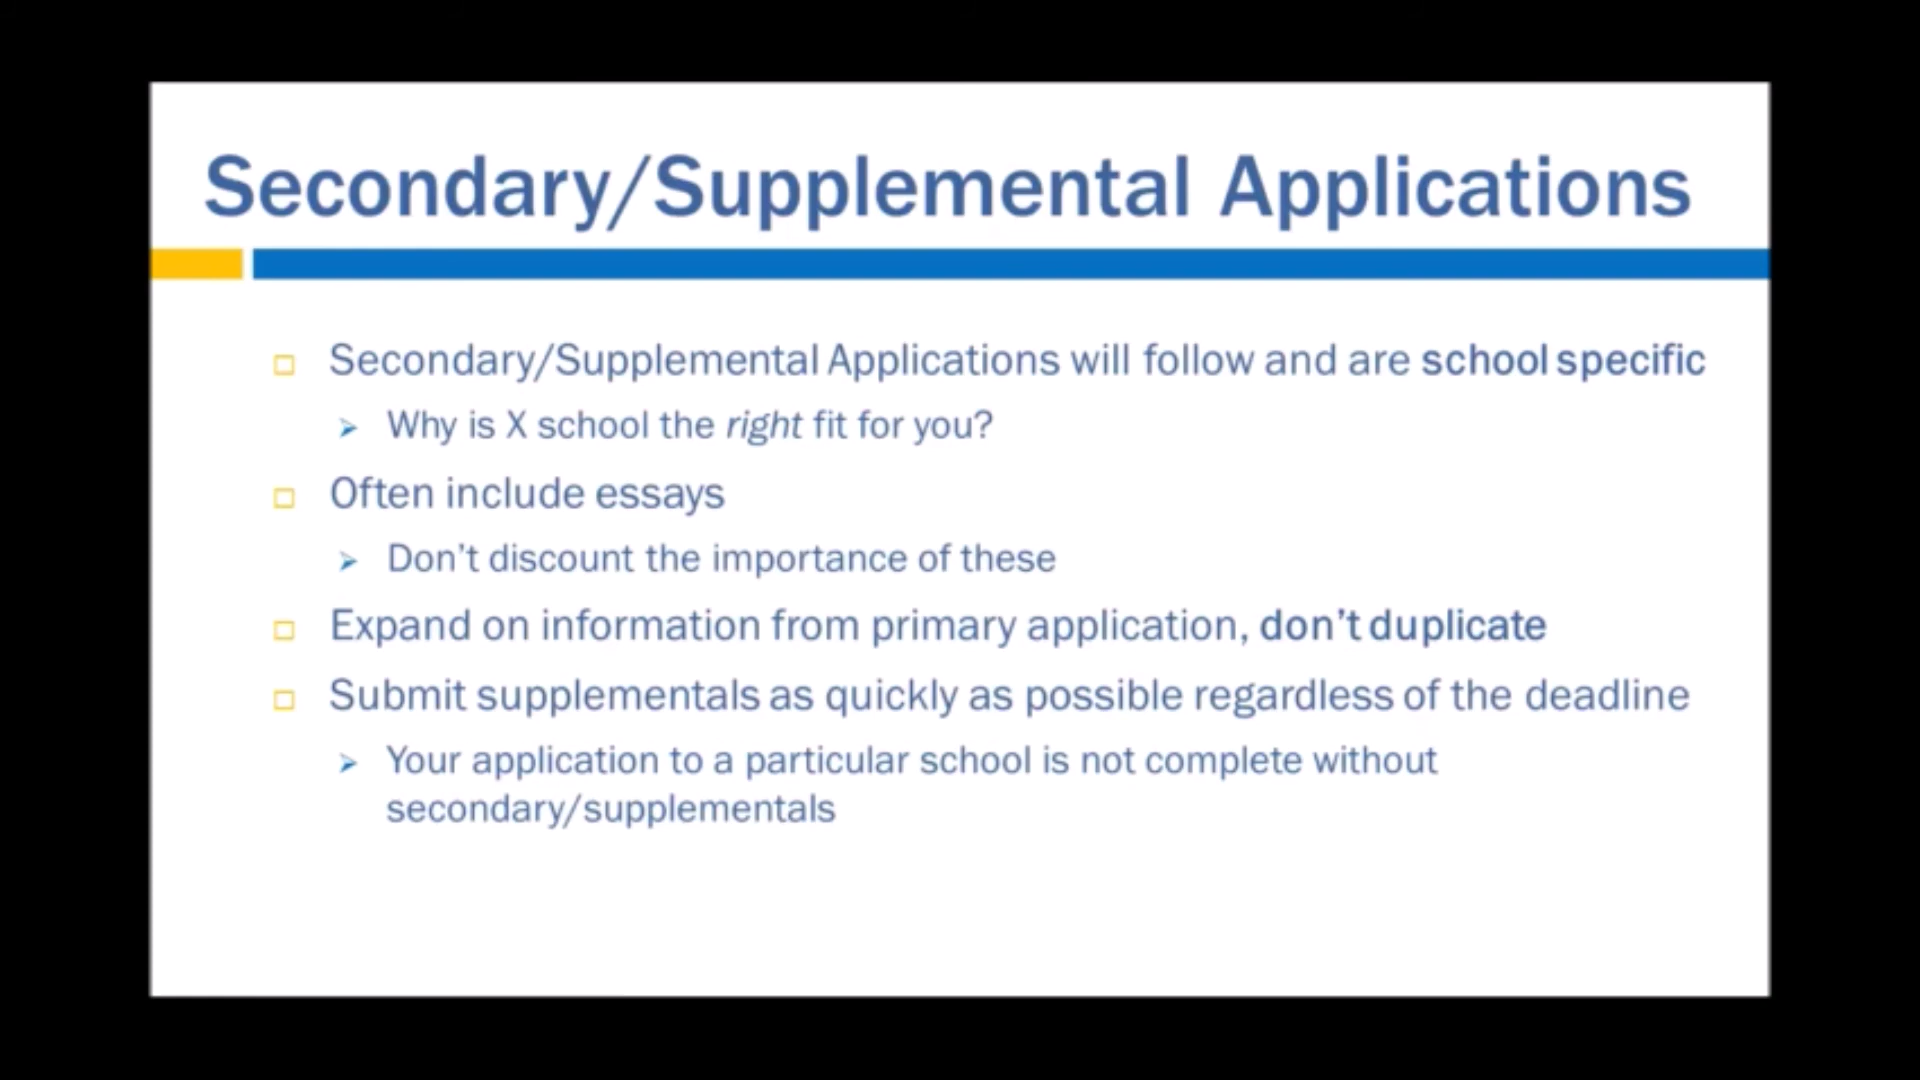 Secondary/Supplemental Applications
Secondary/Supplemental Applications will follow and are school specific
Why is X school the right fit for you?
Often include essays
Don't discount the importance of these
Expand on information from primary application, don't duplicate
Submit supplementals as quickly as possible regardless of the deadline
Your application to a particular school is not complete without
secondary/supplementals